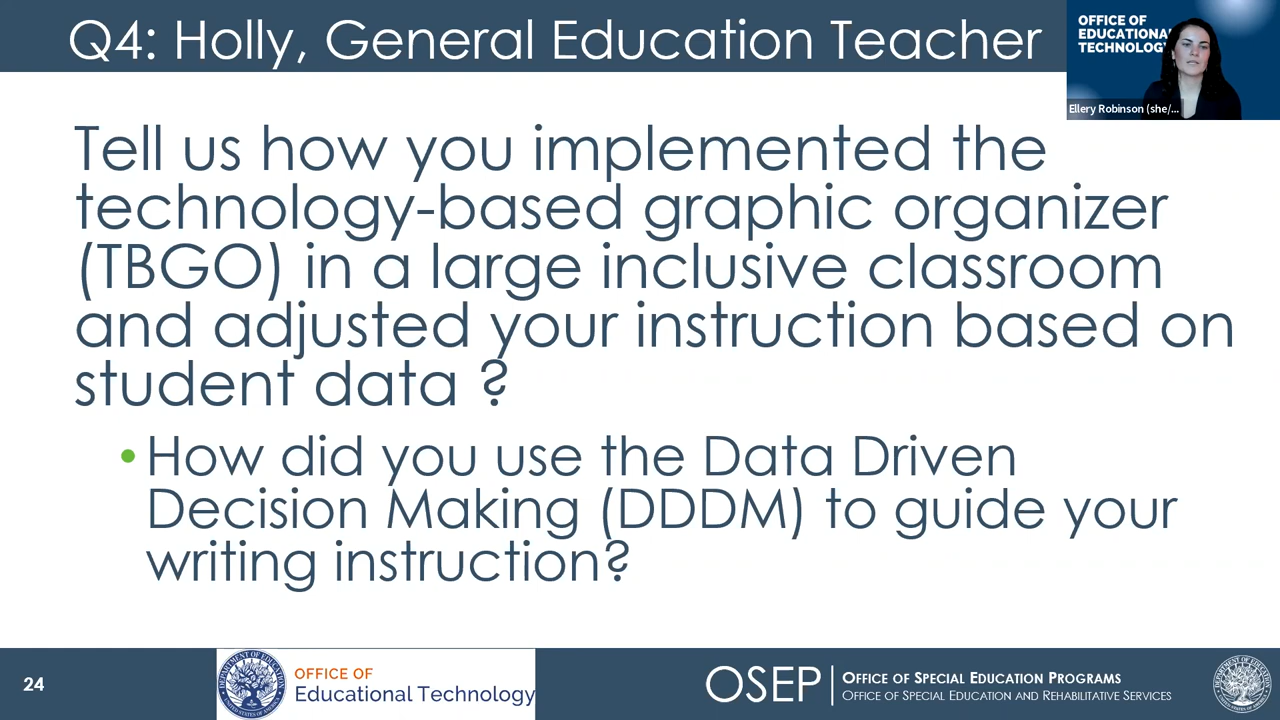 Q4: Holly, General Education Teacher
OFFICE OF
EDUCATIONAL
TECHNOLOGY
Ellery Robinson (she/...
Tell us how you implemented the
technology-based graphic organizer
(TBGO) in a large inclusive classroom
and adjusted your instruction based on
student data ?
• How did you use the Data Driven
Decision Making (DDDM) to guide your
writing instruction?
24
OFFICE OF
Educational Technology
OSEP
OFFICE OF SPECIAL EDUCATION PROGRAMS
OFFICE OF SPECIAL EDUCATION AND REHABILITATIVE SERVICES